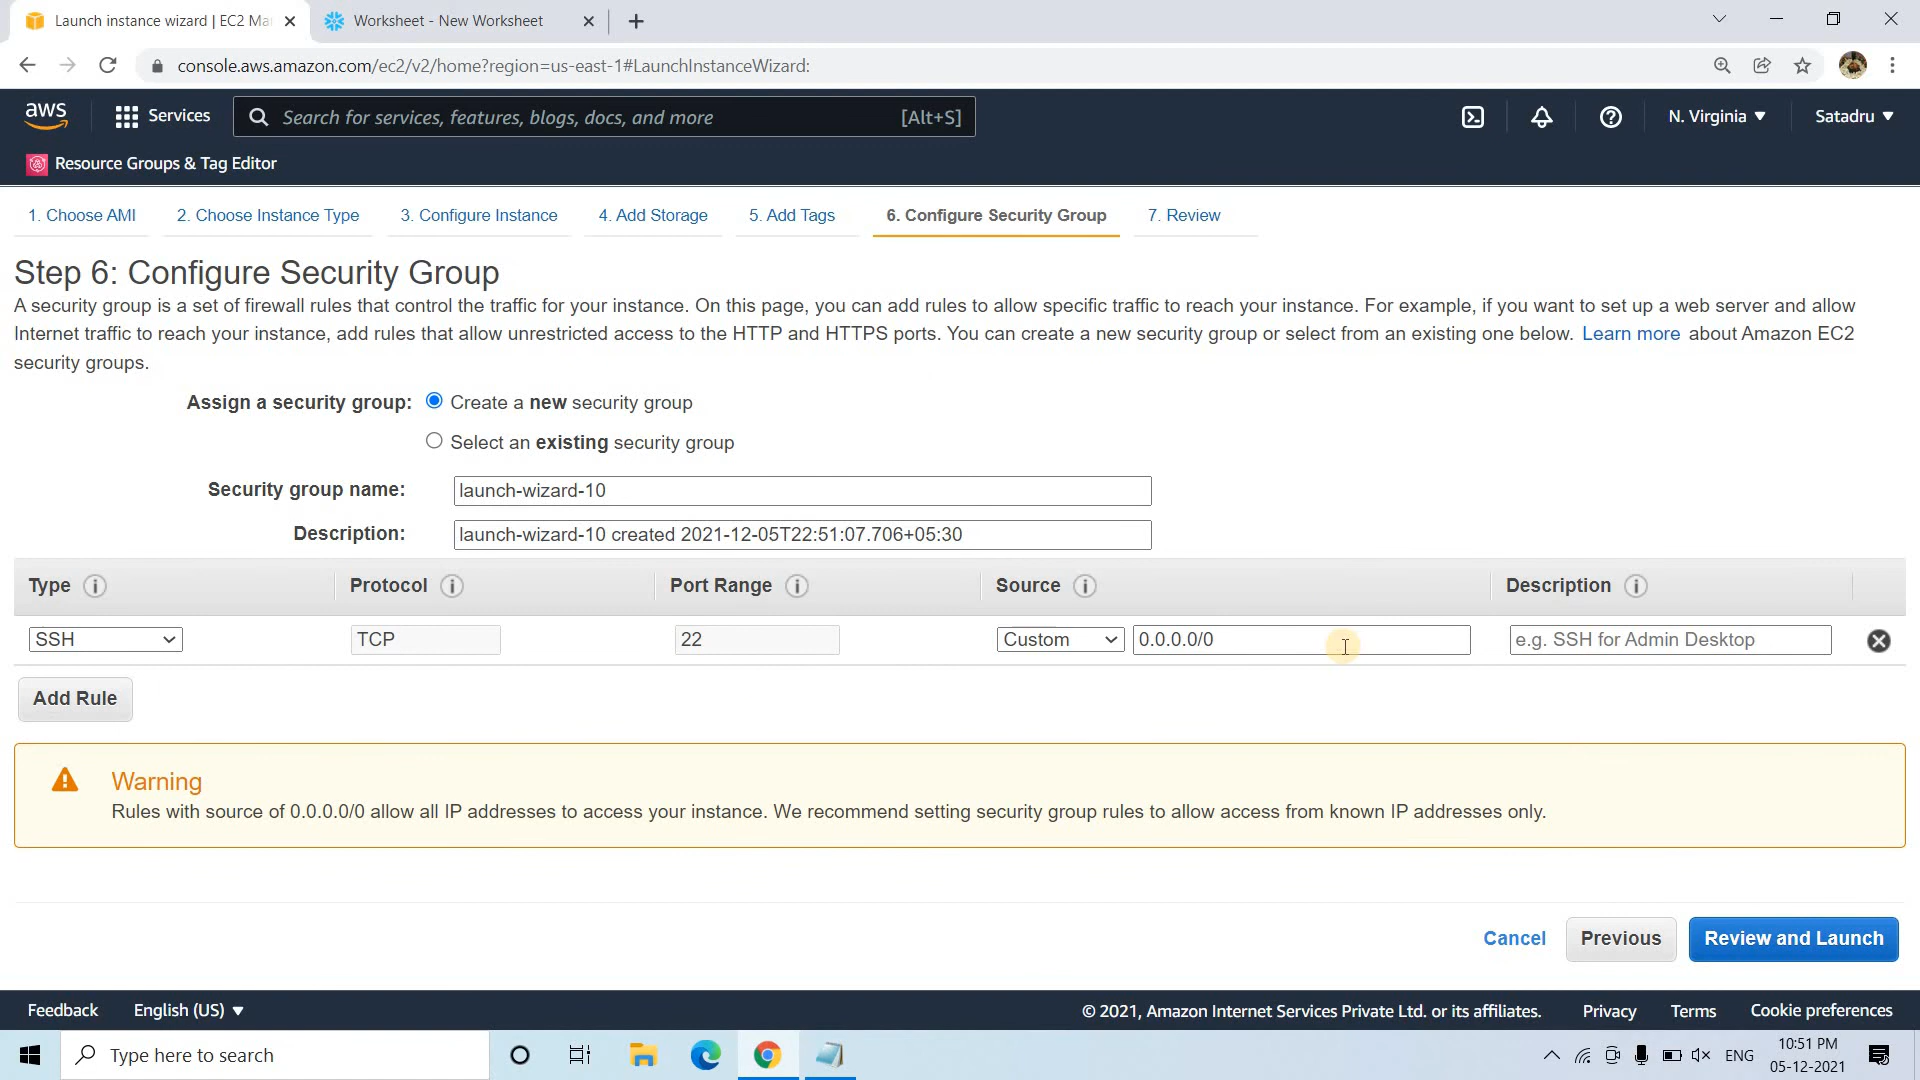 Launch instance wizard | EC2 Ma
Worksheet - New Worksheet
console.aws.amazon.com/ec2/v2/home?region=us-east-1#LaunchInstanceWizard:
aws
Services
Search for services, features, blogs, docs, and more
[Alt+S]
N. Virginia
Satadru
Resource Groups & Tag Editor
1. Choose AMI
2. Choose Instance Type
3. Configure Instance
4. Add Storage
5. Add Tags
6. Configure Security Group
7. Review
Step 6: Configure Security Group
A security group is a set of firewall rules that control the traffic for your instance. On this page, you can add rules to allow specific traffic to reach your instance. For example, if you want to set up a web server and allow
Internet traffic to reach your instance, add rules that allow unrestricted access to the HTTP and HTTPS ports. You can create a new security group or select from an existing one below. Learn more about Amazon EC2
security groups.
Assign a security group:
Create a new security group
Select an existing security group
Security group name:
launch-wizard-10
Description:
launch-wizard-10 created 2021-12-05T22:51:07.706+05:30
Type
Protocol
Port Range
Source
Description
SSH
TCP
22
Custom
0.0.0.0/0
e.g. SSH for Admin Desktop
Add Rule
Warning
Rules with source of 0.0.0.0/0 allow all IP addresses to access your instance. We recommend setting security group rules to allow access from known IP addresses only.
Cancel
Previous
Review and Launch
Feedback
English (US)
© 2021, Amazon Internet Services Private Ltd. or its affiliates.
Privacy
Terms
Cookie preferences
Type here to search
ENG
10:51 PM
05-12-2021